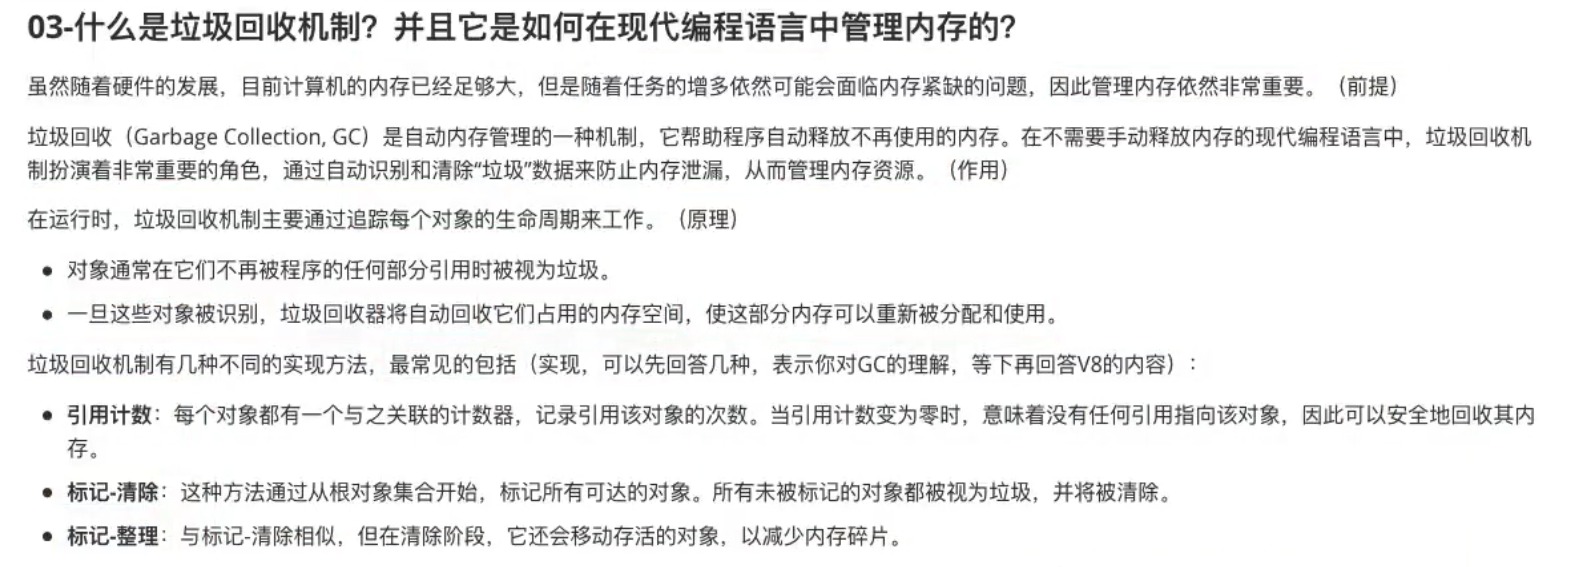 03-什么是垃圾回收机制？并且它是如何在现代编程语言中管理内存的？
虽然随着硬件的发展，目前计算机的内存已经足够大，但是随着任务的增多依然可能会面临内存紧缺的问题，因此管理内存依然非常重要。（前提）
垃圾回收（Garbage Collection, GC）是自动内存管理的一种机制，它帮助程序自动释放不再使用的内存。在不需要手动释放内存的现代编程语言中，垃圾回收机
制扮演着非常重要的角色，通过自动识别和清除“垃圾”数据来防止内存泄漏，从而管理内存资源。（作用）
在运行时，垃圾回收机制主要通过追踪每个对象的生命周期来工作。（原理）
● 对象通常在它们不再被程序的任何部分引用时被视为垃圾。
● 一旦这些对象被识别，垃圾回收器将自动回收它们占用的内存空间，使这部分内存可以重新被分配和使用。
垃圾回收机制有几种不同的实现方法，最常见的包括（实现，可以先回答几种，表示你对GC的理解，等下再回答V8的内容）：
● 引用计数：每个对象都有一个与之关联的计数器，记录引用该对象的次数。当引用计数变为零时，意味着没有任何引用指向该对象，因此可以安全地回收其内
存。
● 标记-清除：这种方法通过从根对象集合开始，标记所有可达的对象。所有未被标记的对象都被视为垃圾，并将被清除。
● 标记-整理：与标记-清除相似，但在清除阶段，它还会移动存活的对象，以减少内存碎片。